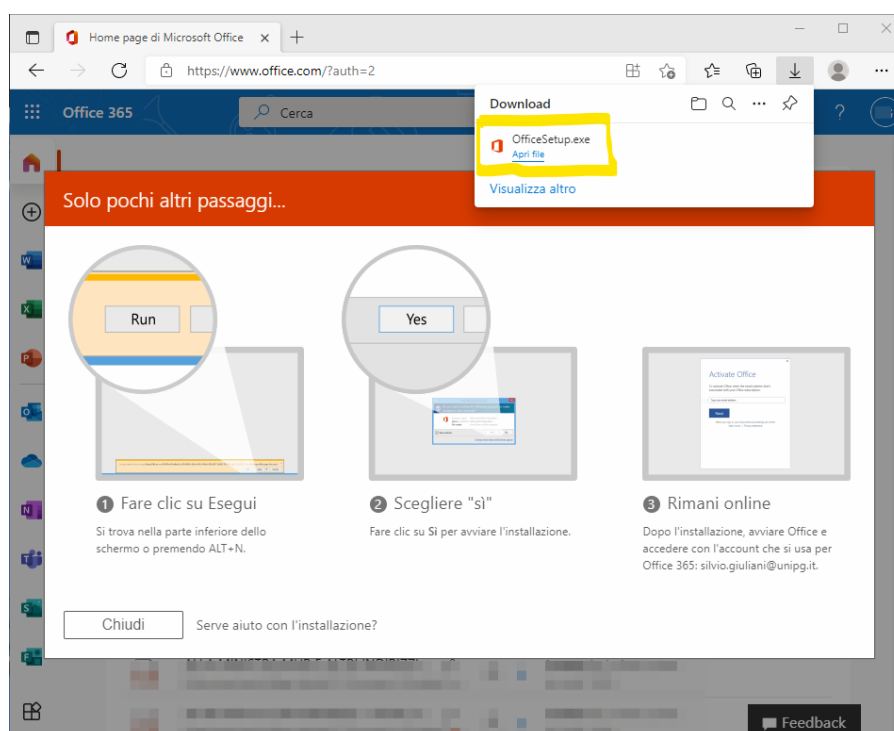 Home page di Microsoft Office
https://www.office.com/?auth=2
Office 365
Cerca
Download
OfficeSetup.exe
Apri file
Visualizza altro
Solo pochi altri passaggi...
Run
Yes
Activate Office
1 Fare clic su Esegui
Si trova nella parte inferiore dello
schermo o premendo ALT+N.
2 Scegliere "sì"
Fare clic su Sì per avviare l'installazione.
3 Rimani online
Dopo l'installazione, avviare Office e
accedere con l'account che si usa per
Office 365: silvio.giuliani@unipg.it.
Chiudi
Serve aiuto con l'installazione?
Feedback